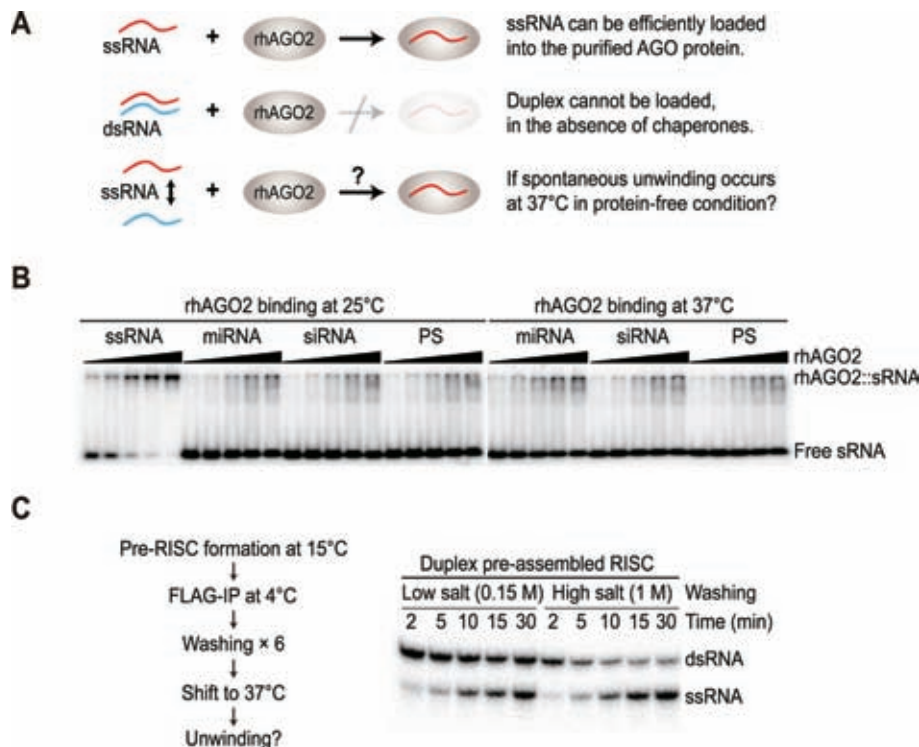 A
ssRNA + rhAGO2 ssRNA can be efficiently loaded
into the purified AGO protein.
dsRNA + rhAGO2 Duplex cannot be loaded,
in the absence of chaperones.
ssRNA + rhAGO2 ? If spontaneous unwinding occurs
at 37°C in protein-free condition?
B
rhAGO2 binding at 25°C rhAGO2 binding at 37°C
ssRNA miRNA siRNA PS miRNA siRNA PS
rhAGO2
rhAGO2::sRNA
Free sRNA
C
Pre-RISC formation at 15°C
FLAG-IP at 4°C
Washing × 6
Shift to 37°C
Unwinding?
Duplex pre-assembled RISC
Low salt (0.15 M) High salt (1 M) Washing
2 5 10 15 30 2 5 10 15 30 Time (min)
dsRNA
ssRNA